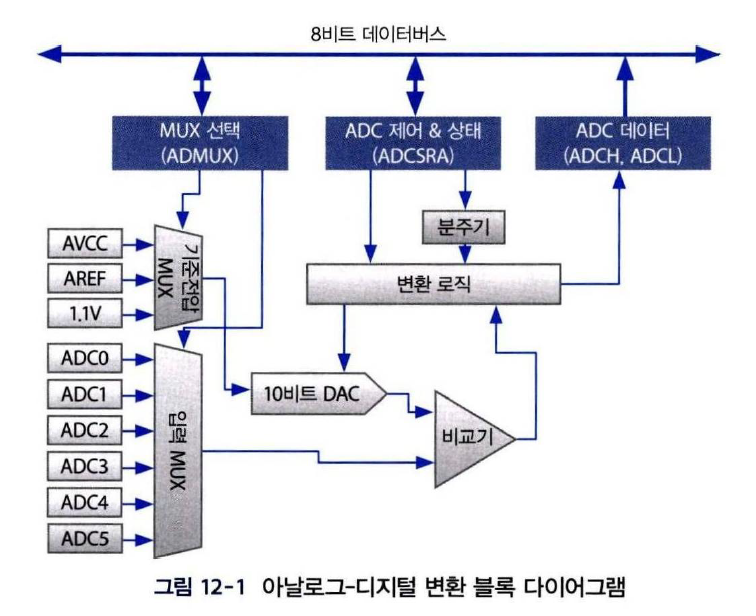 8비트 데이터버스
MUX 선택
(ADMUX)
ADC 제어 & 상태
(ADCSRA)
ADC 데이터
(ADCH, ADCL)
분주기
AVCC
AREF
1.1V
기준전압
MUX
변환 로직
ADC0
ADC1
ADC2
ADC3
ADC4
ADC5
입력 MUX
10비트 DAC
비교기
그림 12-1 아날로그-디지털 변환 블록 다이어그램